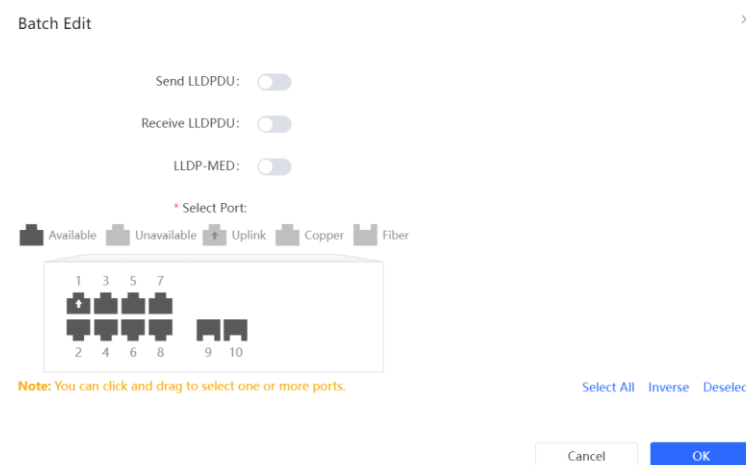 Batch Edit
Send LLDPDU:
Receive LLDPDU:
LLDP-MED:
* Select Port:
Available Unavailable Uplink Copper Fiber
1 3 5 7
2 4 6 8 9 10
Note: You can click and drag to select one or more ports.
Select All Inverse Deselec
Cancel OK